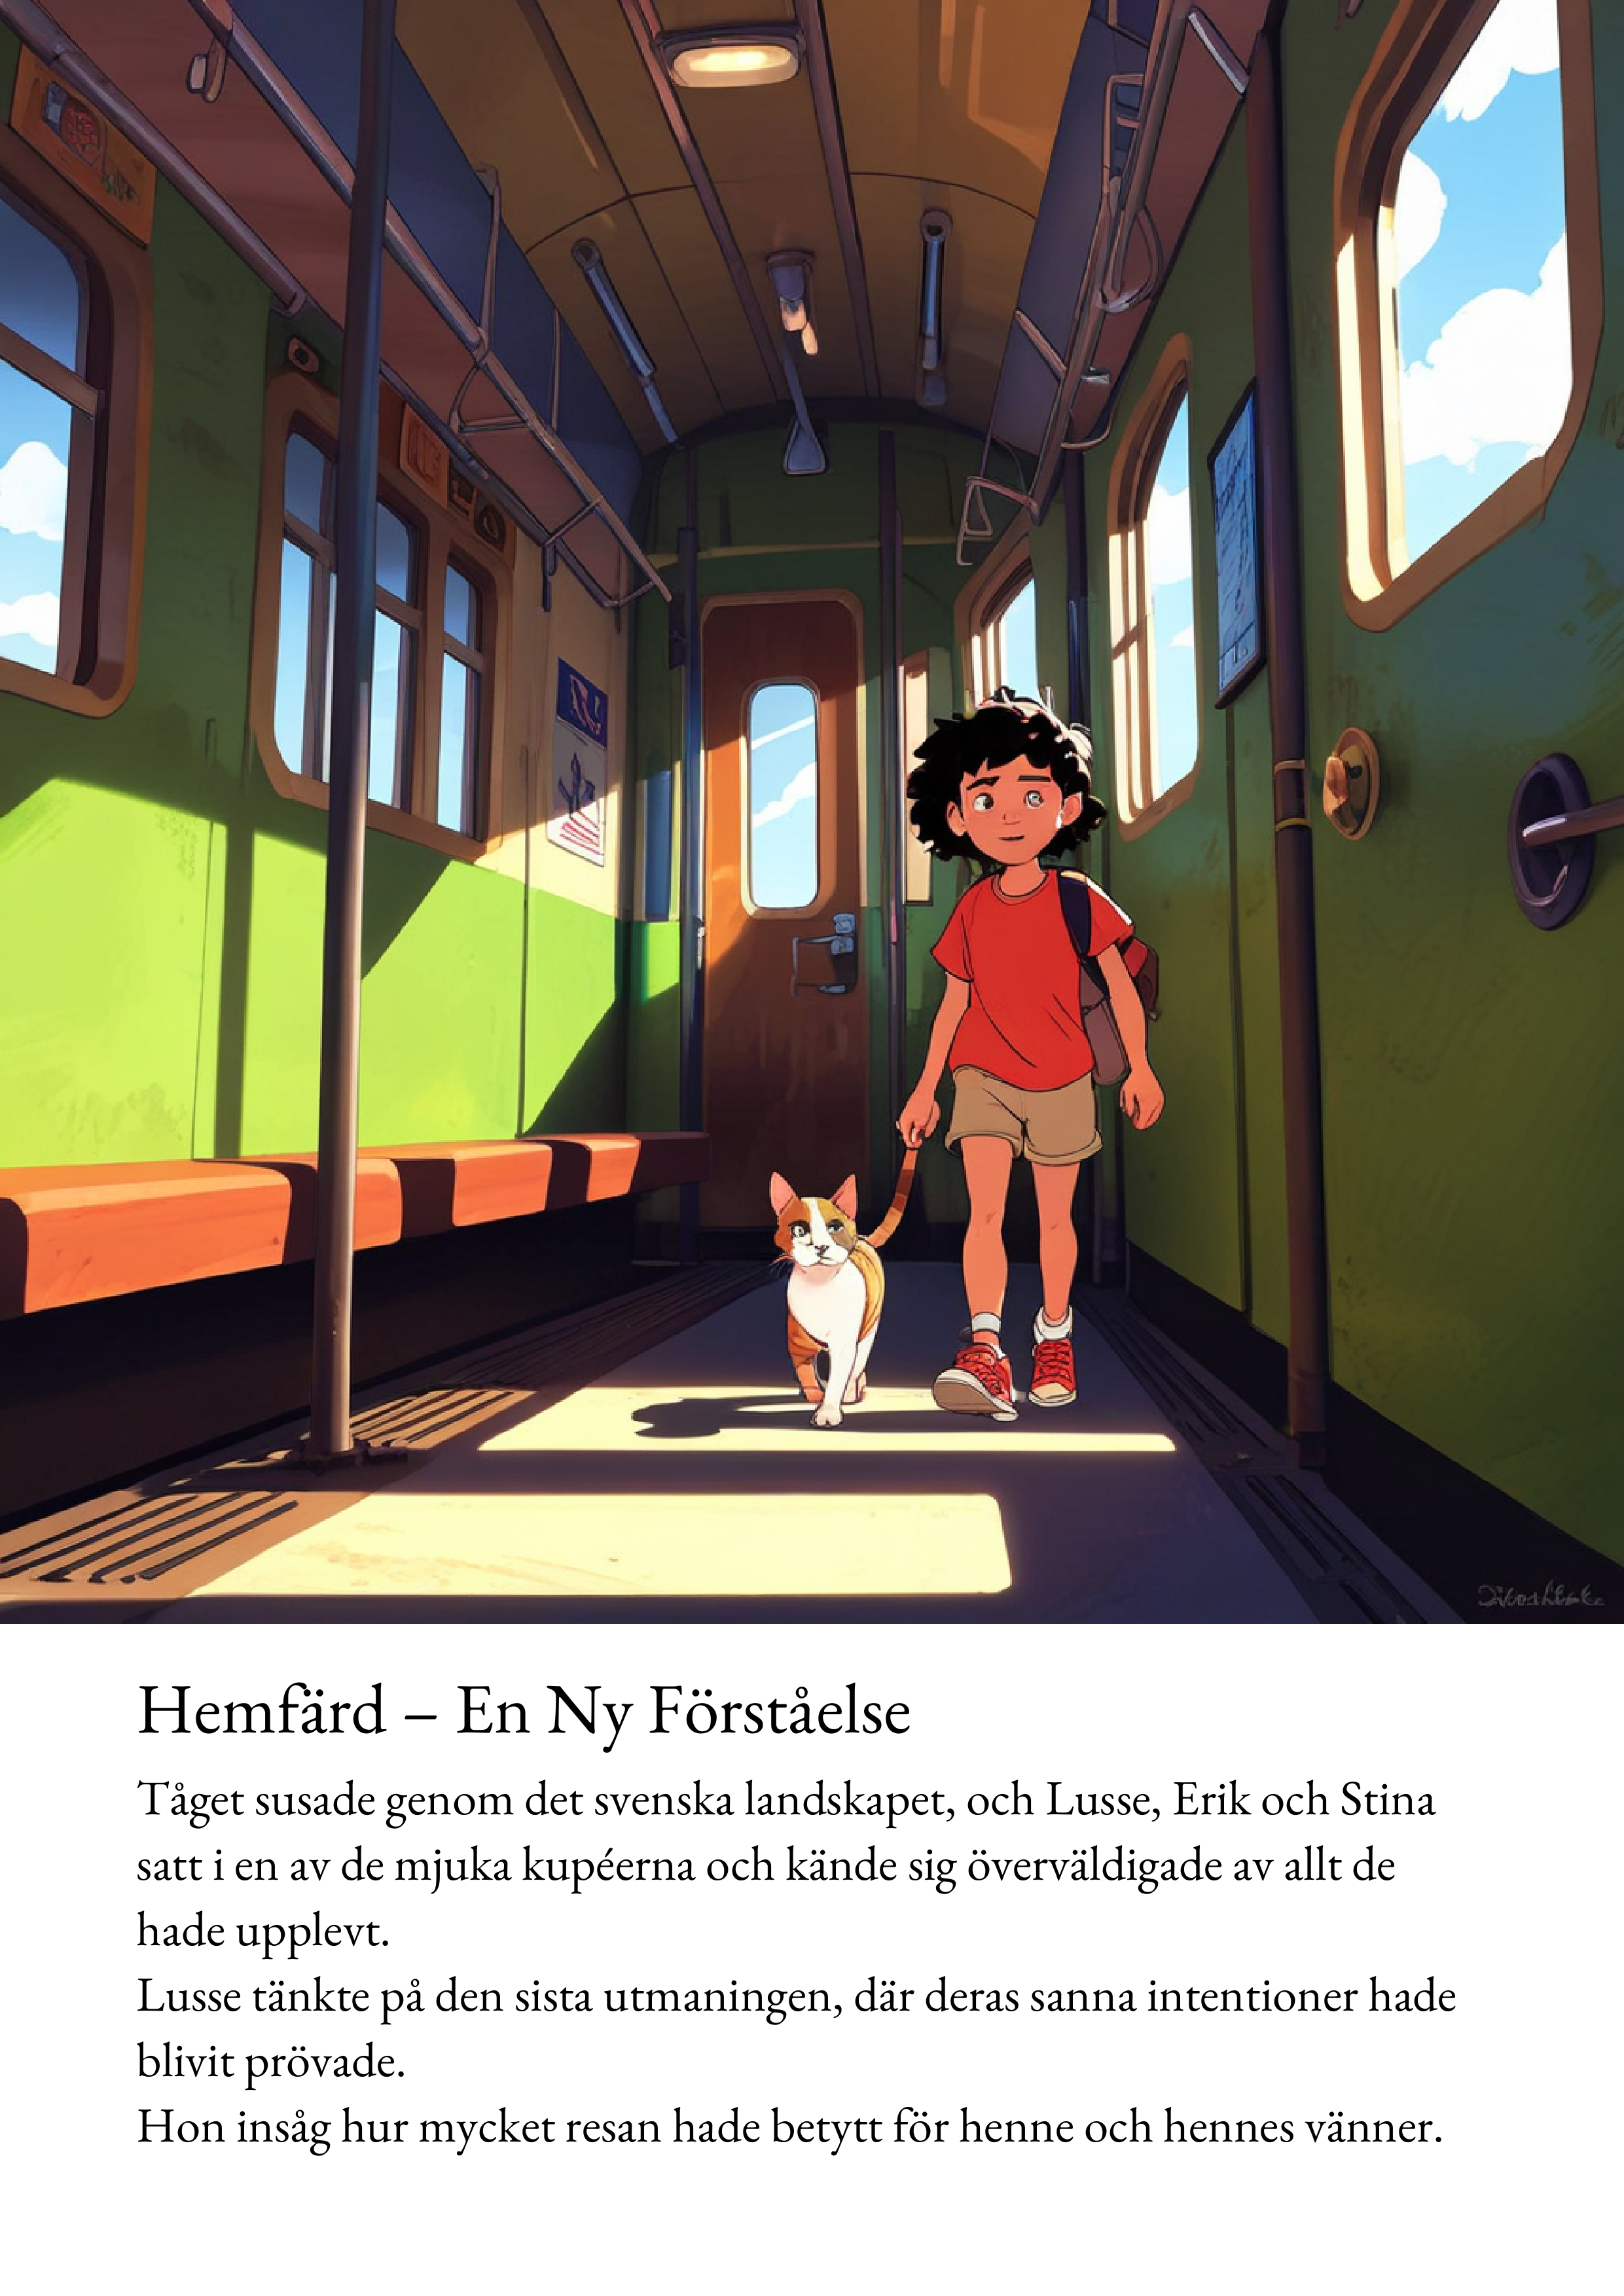 Hemfärd – En Ny Förståelse
Tåget susade genom det svenska landskapet, och Lusse, Erik och Stina
satt i en av de mjuka kupéerna och kände sig överväldigade av allt de
hade upplevt.
Lusse tänkte på den sista utmaningen, där deras sanna intentioner hade
blivit prövade.
Hon insåg hur mycket resan hade betytt för henne och hennes vänner.